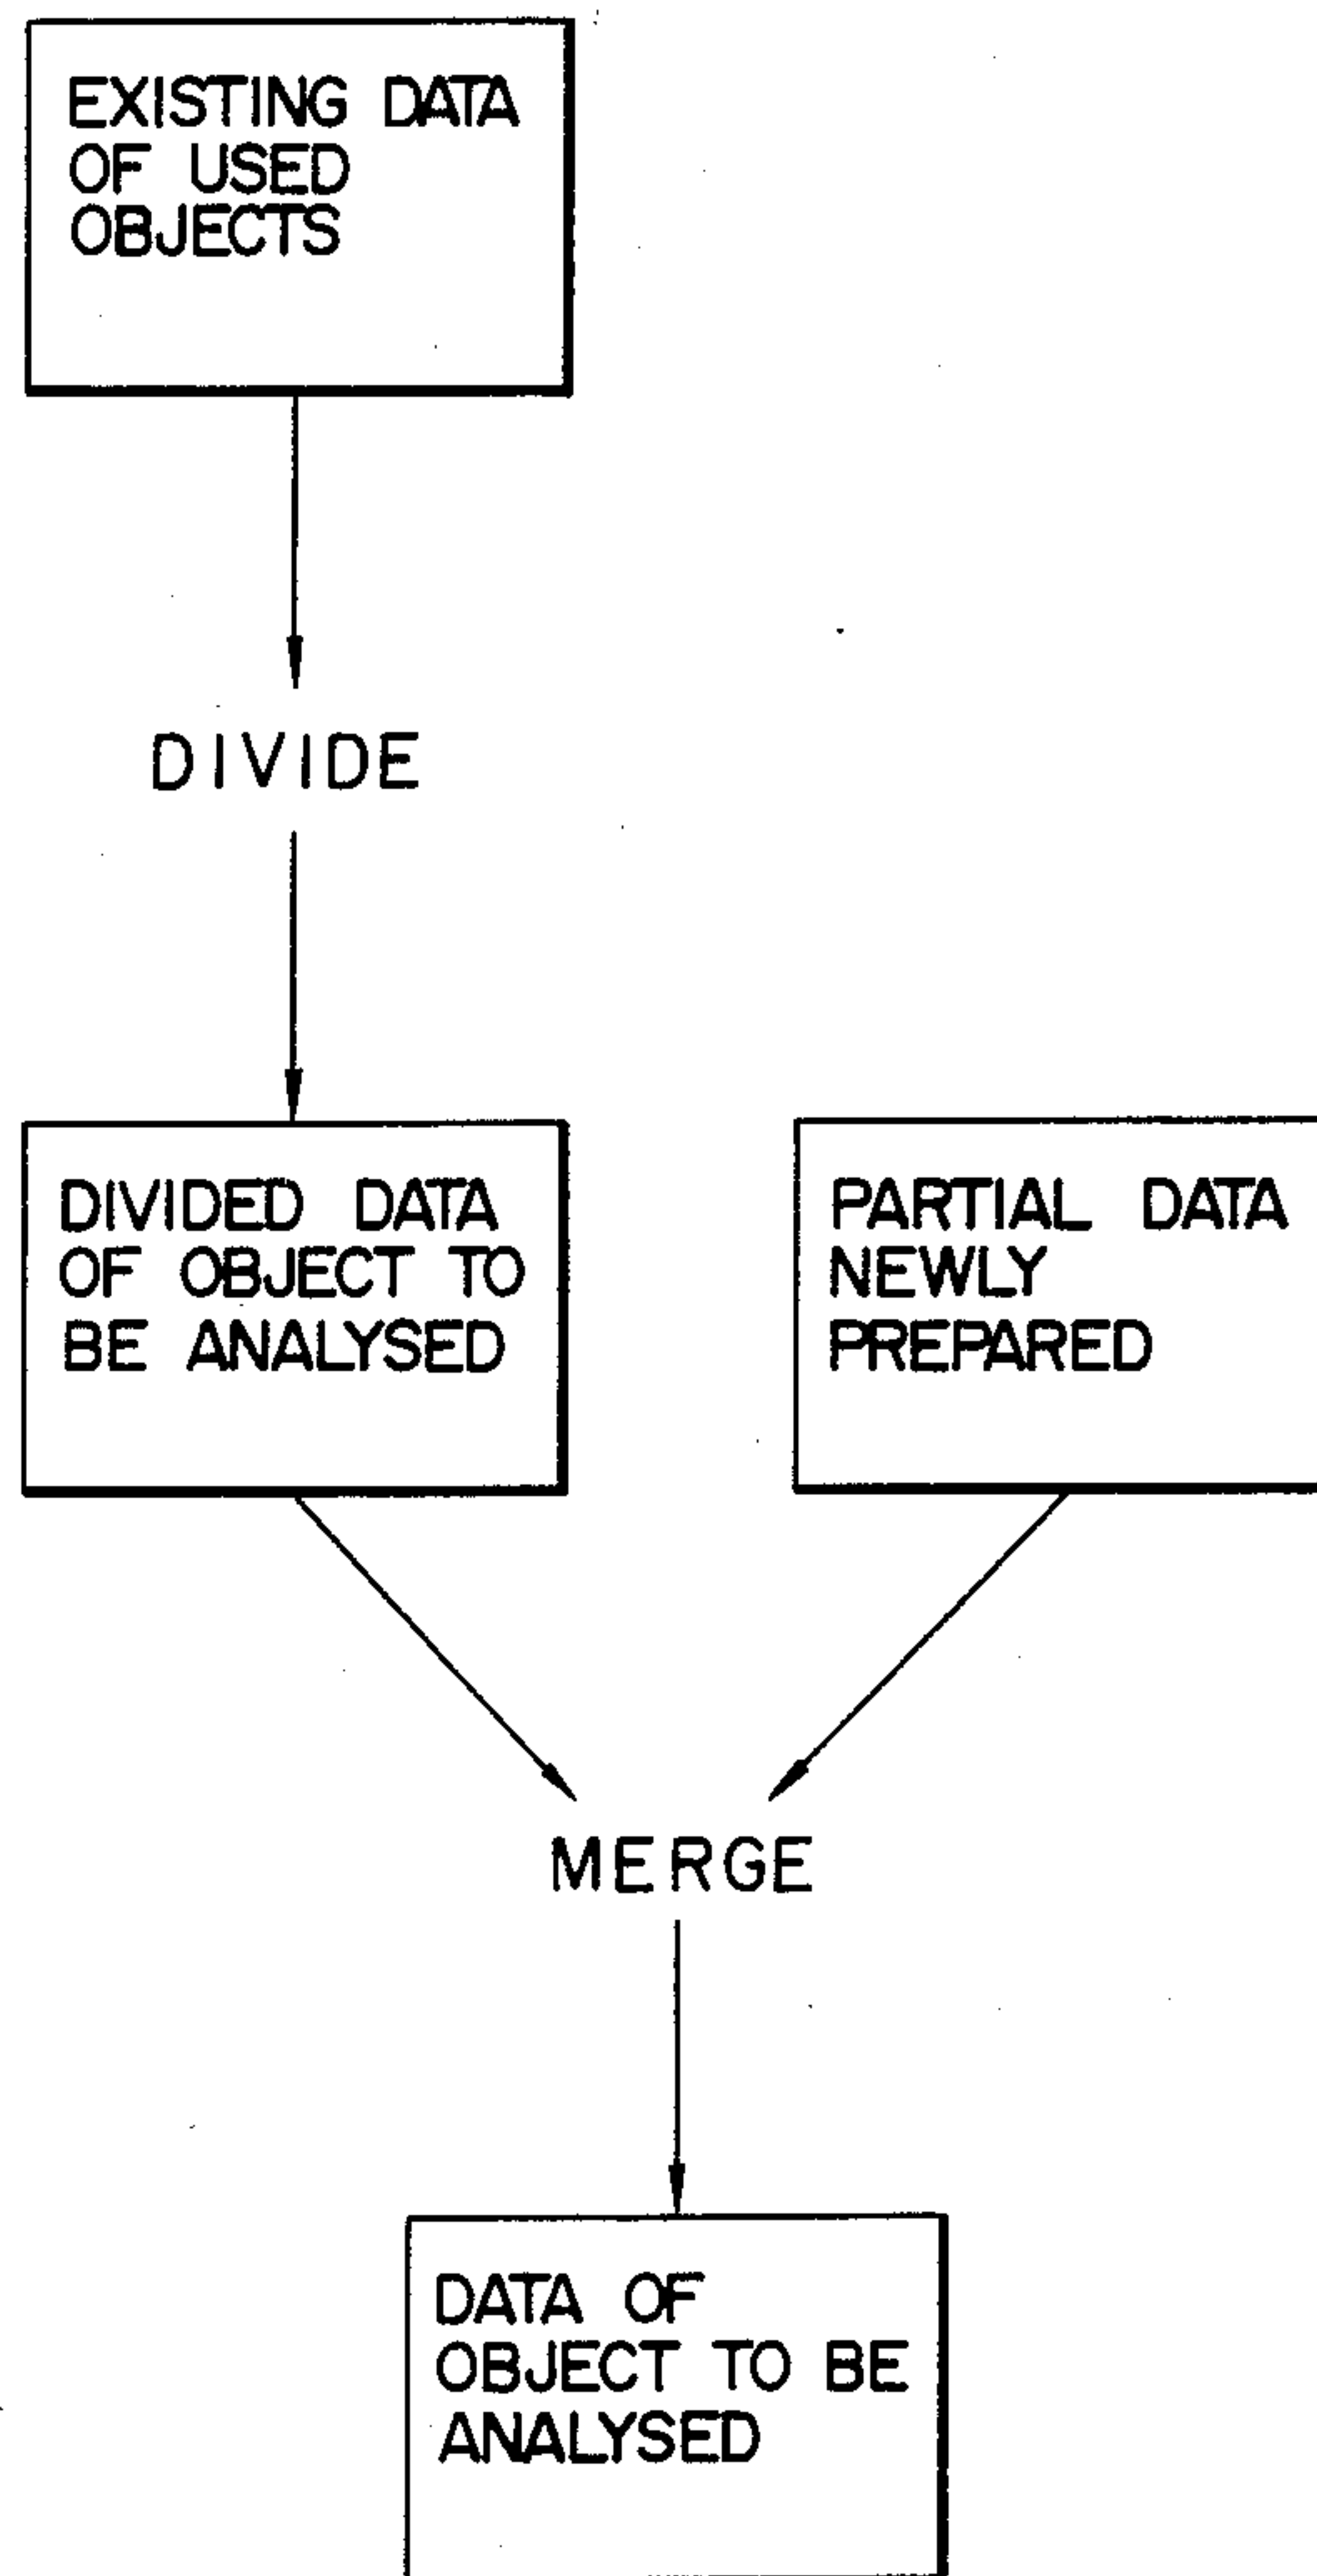 EXISTING DATA
OF USED
OBJECTS
DIVIDE
DIVIDED DATA
OF OBJECT TO
BE ANALYSED
PARTIAL DATA
NEWLY
PREPARED
MERGE
DATA OF
OBJECT TO BE
ANALYSED